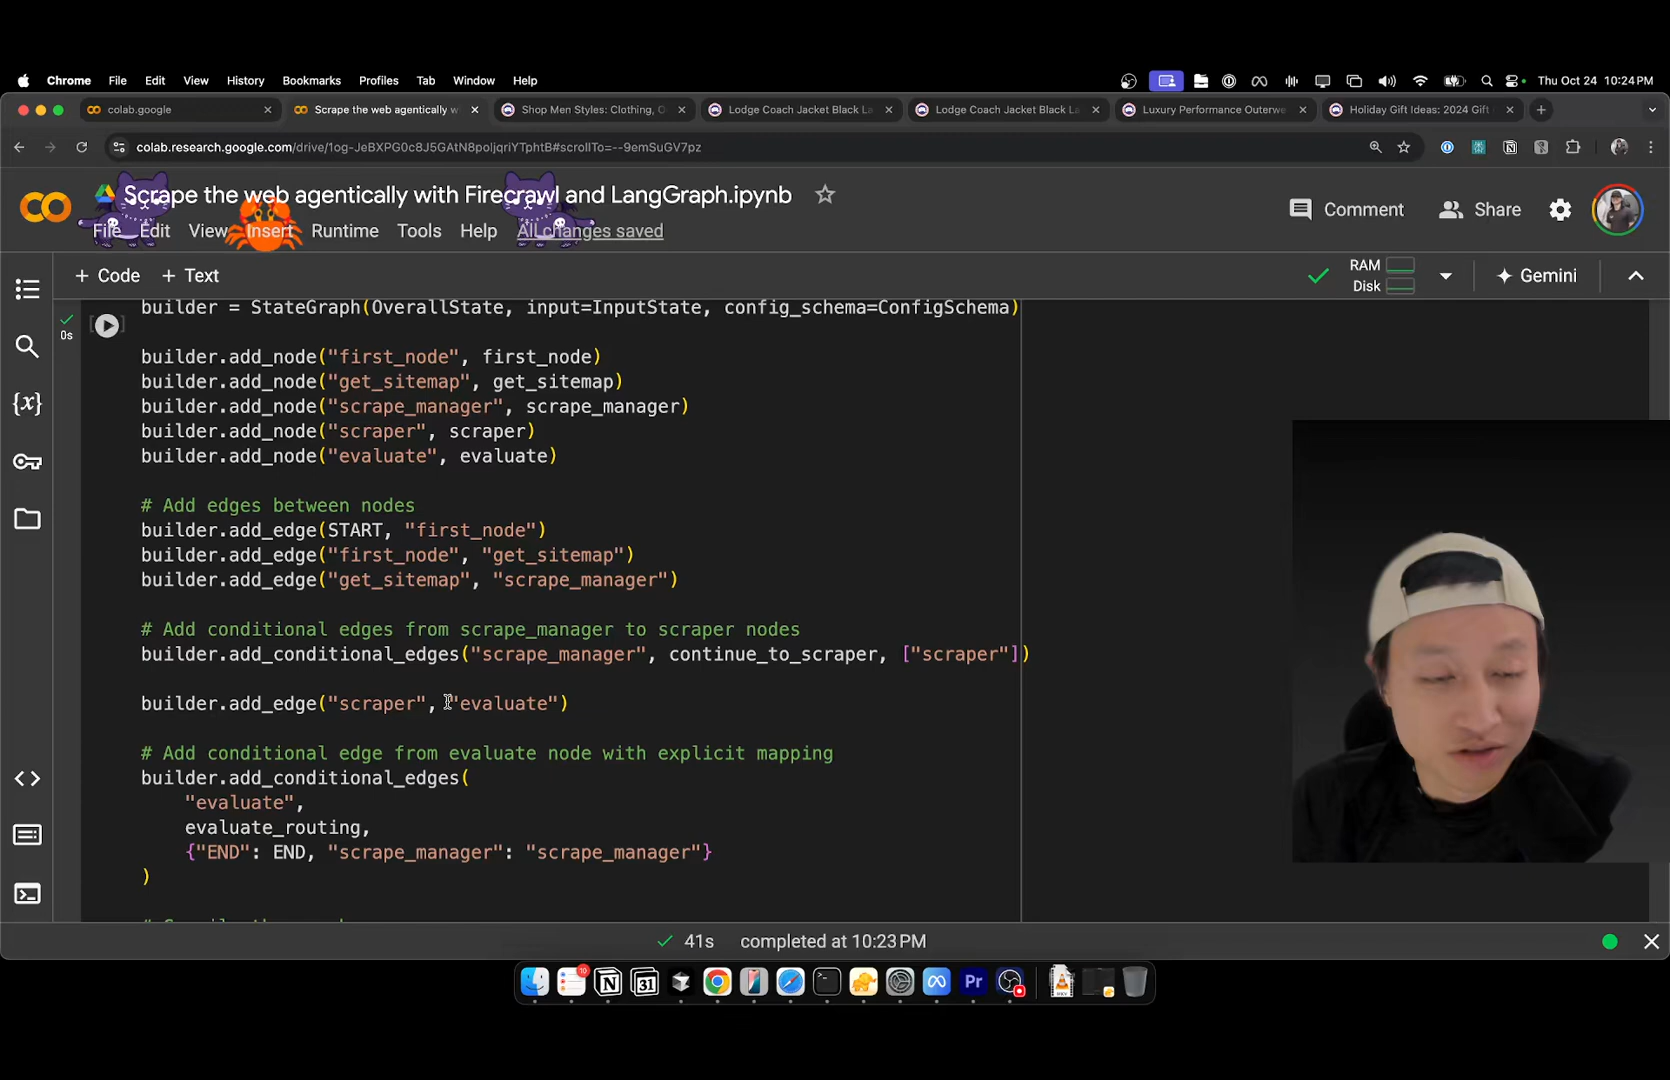 Chrome File Edit View History Bookmarks Profiles Tab Window Help Thu Oct 24 10:24 PM
colab.google Scrape the web agentically w Shop Men Styles: Clothing, O Lodge Coach Jacket Black La Lodge Coach Jacket Black La Luxury Performance Outerwe Holiday Gift Ideas: 2024 Gift
colab.research.google.com/drive/1og-JeBXPG0c8J5GAtN8poljqriYTphtB#scrollTo=--9emSuGV7pz
Scrape the web agentically with Firecrawl and LangGraph.ipynb
Comment Share
File Edit View Insert Runtime Tools Help All changes saved
+ Code + Text RAM Disk Gemini
builder = StateGraph(OverallState, input=InputState, config_schema=ConfigSchema)
0s
builder.add_node("first_node", first_node)
builder.add_node("get_sitemap", get_sitemap)
builder.add_node("scrape_manager", scrape_manager)
builder.add_node("scraper", scraper)
builder.add_node("evaluate", evaluate)
# Add edges between nodes
builder.add_edge(START, "first_node")
builder.add_edge("first_node", "get_sitemap")
builder.add_edge("get_sitemap", "scrape_manager")
# Add conditional edges from scrape_manager to scraper nodes
builder.add_conditional_edges("scrape_manager", continue_to_scraper, ["scraper"])
builder.add_edge("scraper", "evaluate")
# Add conditional edge from evaluate node with explicit mapping
builder.add_conditional_edges(
"evaluate",
evaluate_routing,
{"END": END, "scrape_manager": "scrape_manager"}
)
41s completed at 10:23 PM
10
31
Pr